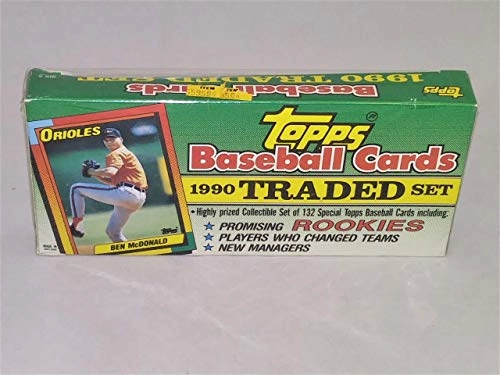 1990 TRADED SET
Baseball Cards
Topps
ORIOLES
BEN McDONALD
Topps
Topps®
Baseball Cards
1990 TRADED SET
• Highly prized Collectible Set of 132 Special Topps Baseball Cards including:
★ PROMISING ROOKIES
★ PLAYERS WHO CHANGED TEAMS
★ NEW MANAGERS